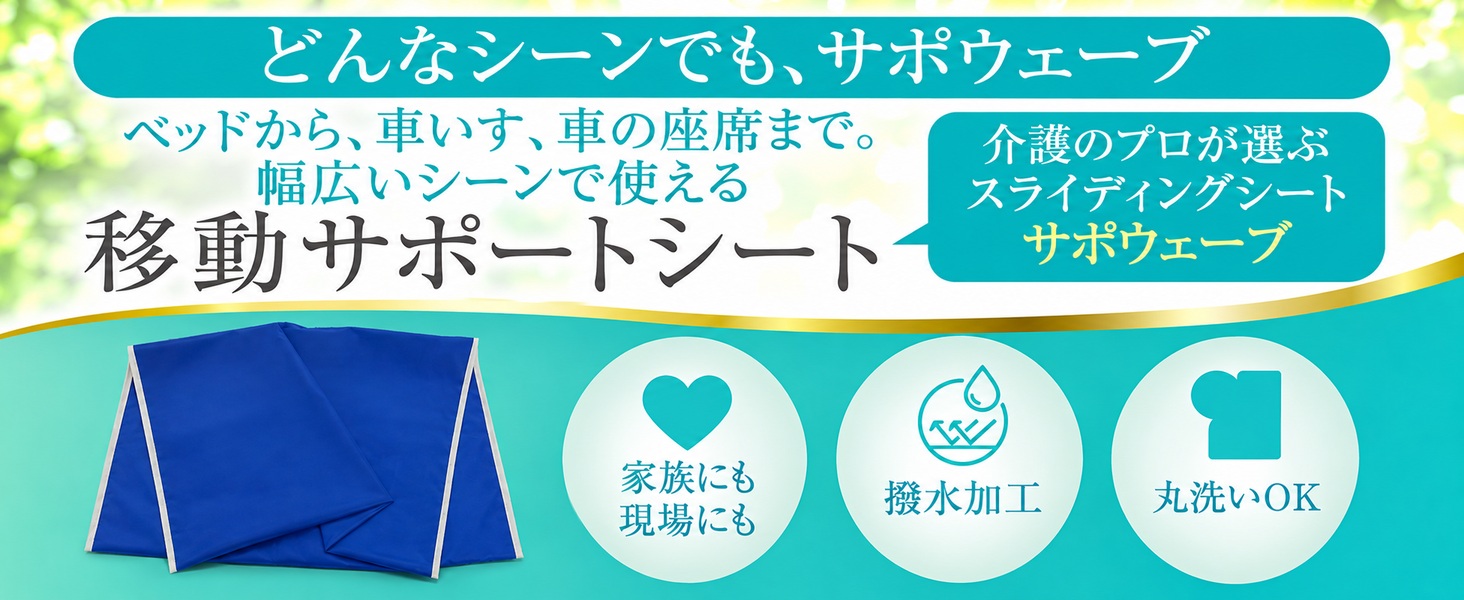 どんなシーンでも、サポウェーブ
ベッドから、車いす、車の座席まで。
幅広いシーンで使える
移動サポートシート
介護のプロが選ぶ
スライディングシート
サポウェーブ
家族にも
現場にも
撥水加工
丸洗いOK